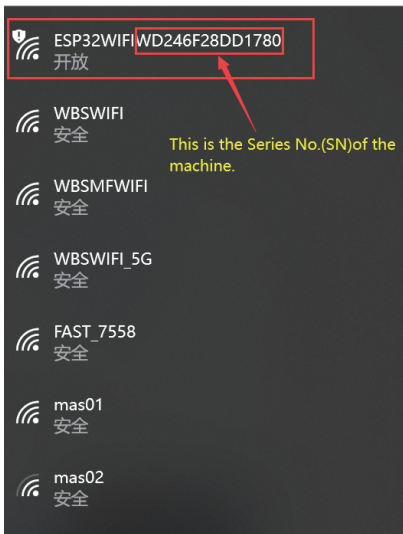 ESP32WIFIWD246F28DD1780
开放
WBSWIFI
安全
This is the Series No.(SN)of the
machine.
WBSMFWIFI
安全
WBSWIFI_5G
安全
FAST_7558
安全
mas01
安全
mas02
安全